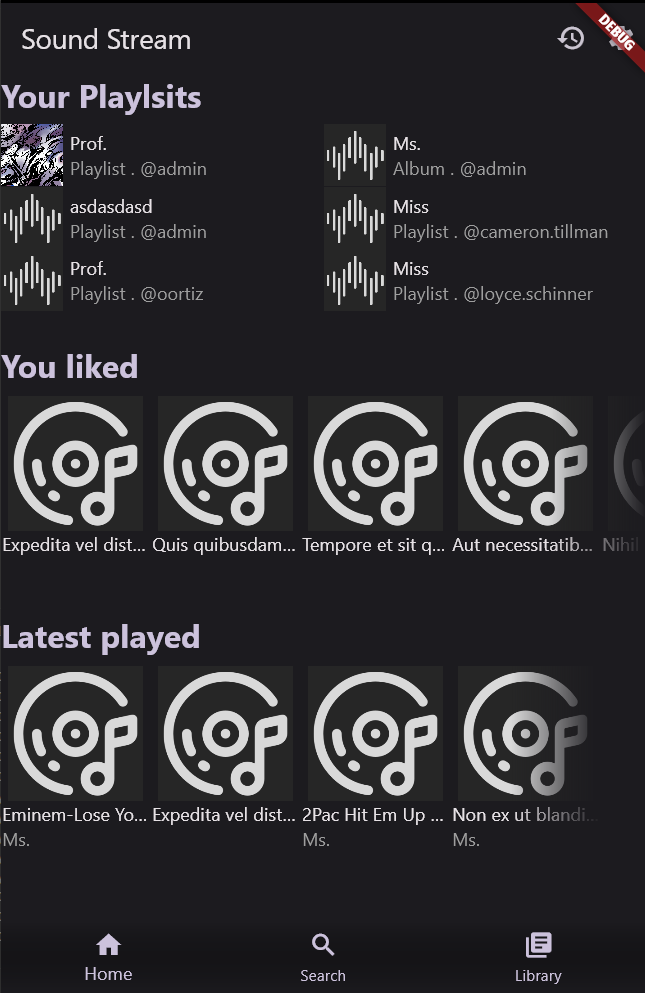 Sound Stream
DEBUG
Your Playlsits
Prof.
Playlist . @admin
Ms.
Album . @admin
asdasdasd
Playlist . @admin
Miss
Playlist . @cameron.tillman
Prof.
Playlist . @oortiz
Miss
Playlist . @loyce.schinner
You liked
Expedita vel dist...
Quis quibusdam...
Tempore et sit q...
Aut necessitatib...
Nihil
Latest played
Eminem-Lose Yo...
Ms.
Expedita vel dist...
2Pac Hit Em Up ...
Ms.
Non ex ut blandi...
Ms.
Home
Search
Library